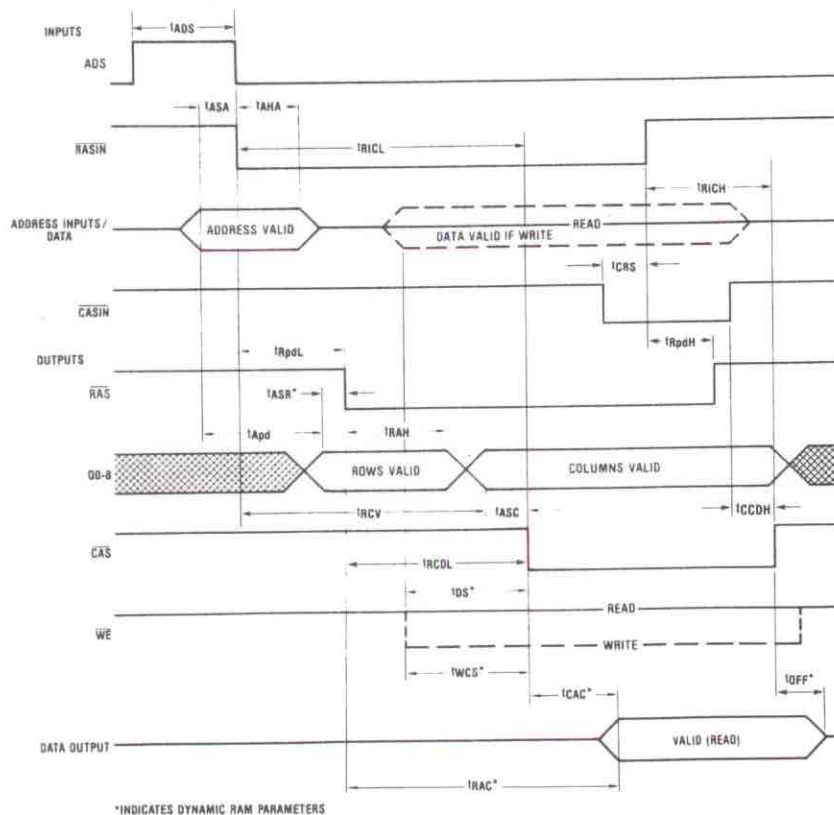 INPUTS
tADS
ADS
tASA
tAHA
RASIN
tRICL
tRICH
ADDRESS INPUTS/
DATA
ADDRESS VALID
READ
DATA VALID IF WRITE
tCRS
CASIN
tRpdL
tRpdH
OUTPUTS
RAS
tASR*
tApd
tRAH
Q0-8
ROWS VALID
COLUMNS VALID
tRCV
tASC
tCCDH
CAS
tRCDL
tDS*
READ
WE
WRITE
tWCS*
tCAC*
tOFF*
DATA OUTPUT
VALID (READ)
tRAC*
*INDICATES DYNAMIC RAM PARAMETERS